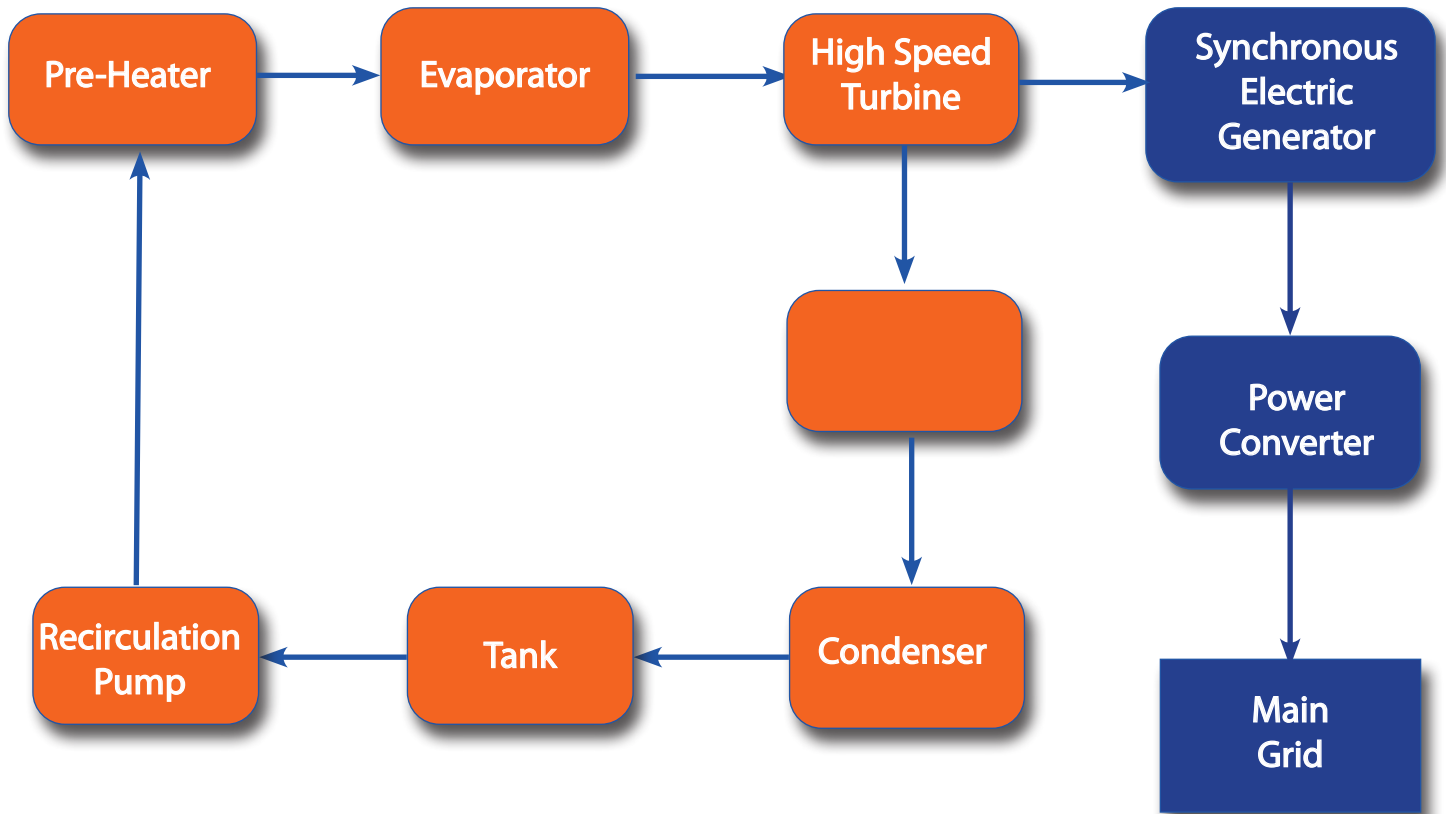 Pre-Heater
Evaporator
High Speed
Turbine
Synchronous
Electric
Generator
Power
Converter
Recirculation
Pump
Tank
Condenser
Main
Grid